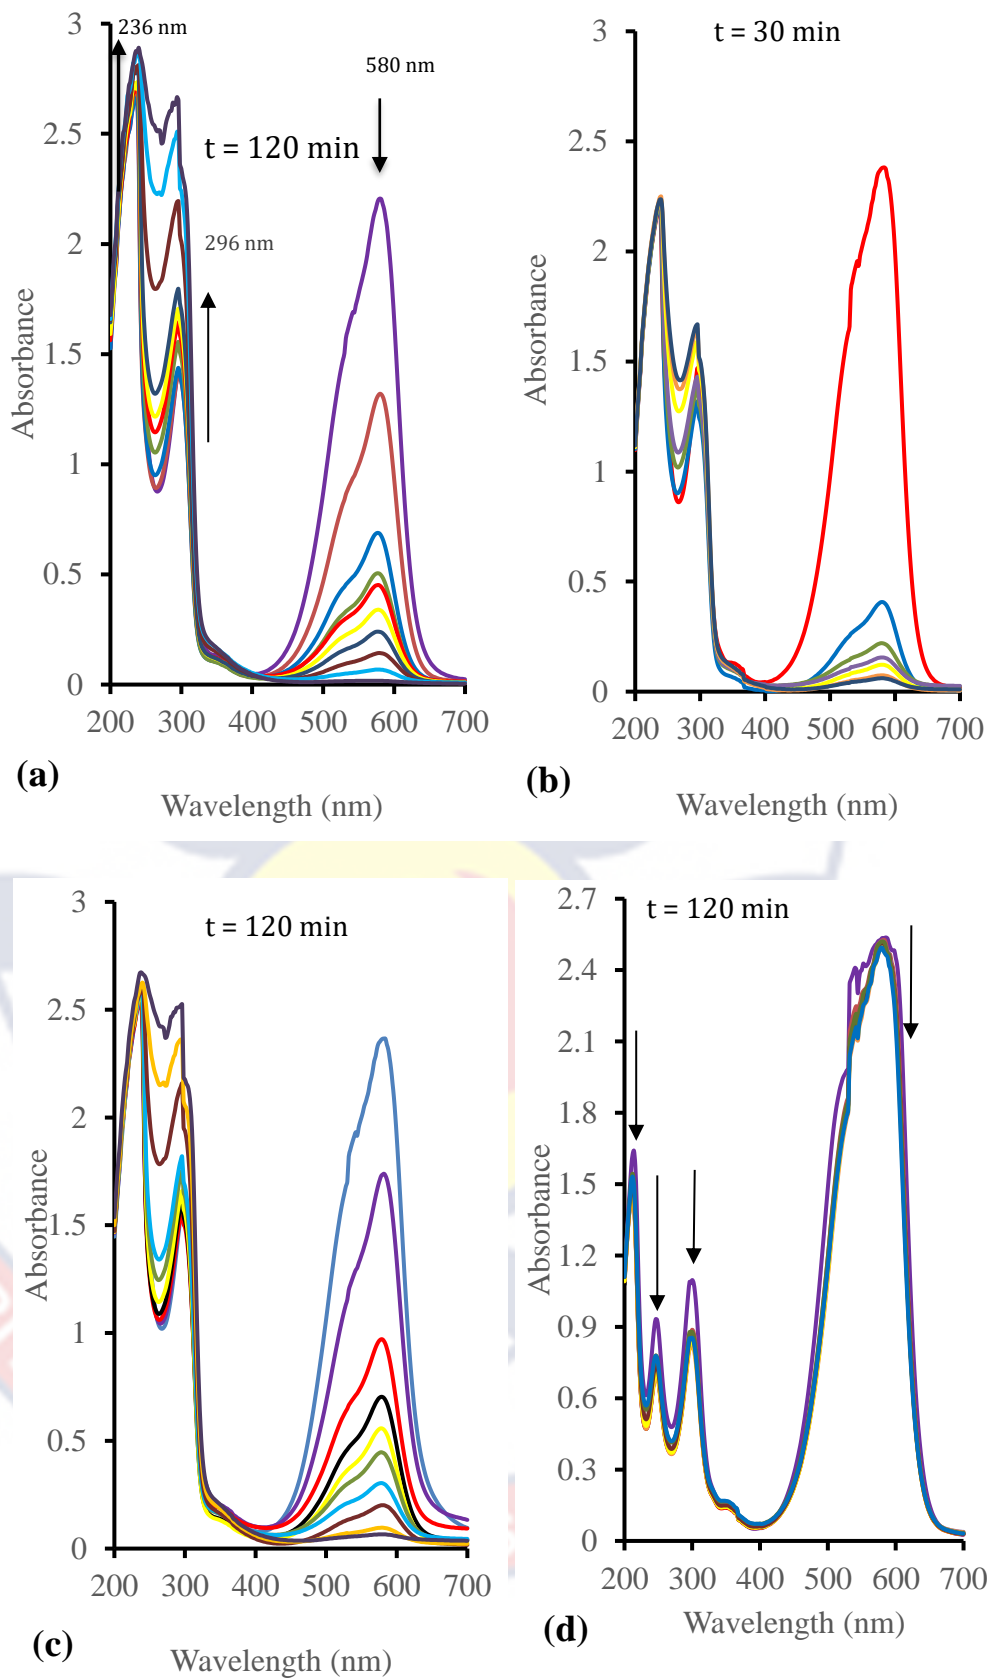 236 nm
580 nm
t = 120 min
296 nm
3
2.5
2
1.5
1
0.5
0
Absorbance
200 300 400 500 600 700
(a)
Wavelength (nm)
t = 30 min
3
2.5
2
1.5
1
0.5
0
Absorbance
200 300 400 500 600 700
(b)
Wavelength (nm)
t = 120 min
3
2.5
2
1.5
1
0.5
0
Absorbance
200 300 400 500 600 700
(c)
Wavelength (nm)
t = 120 min
2.7
2.4
2.1
1.8
1.5
1.2
0.9
0.6
0.3
0
Absorbance
200 300 400 500 600 700
(d)
Wavelength (nm)